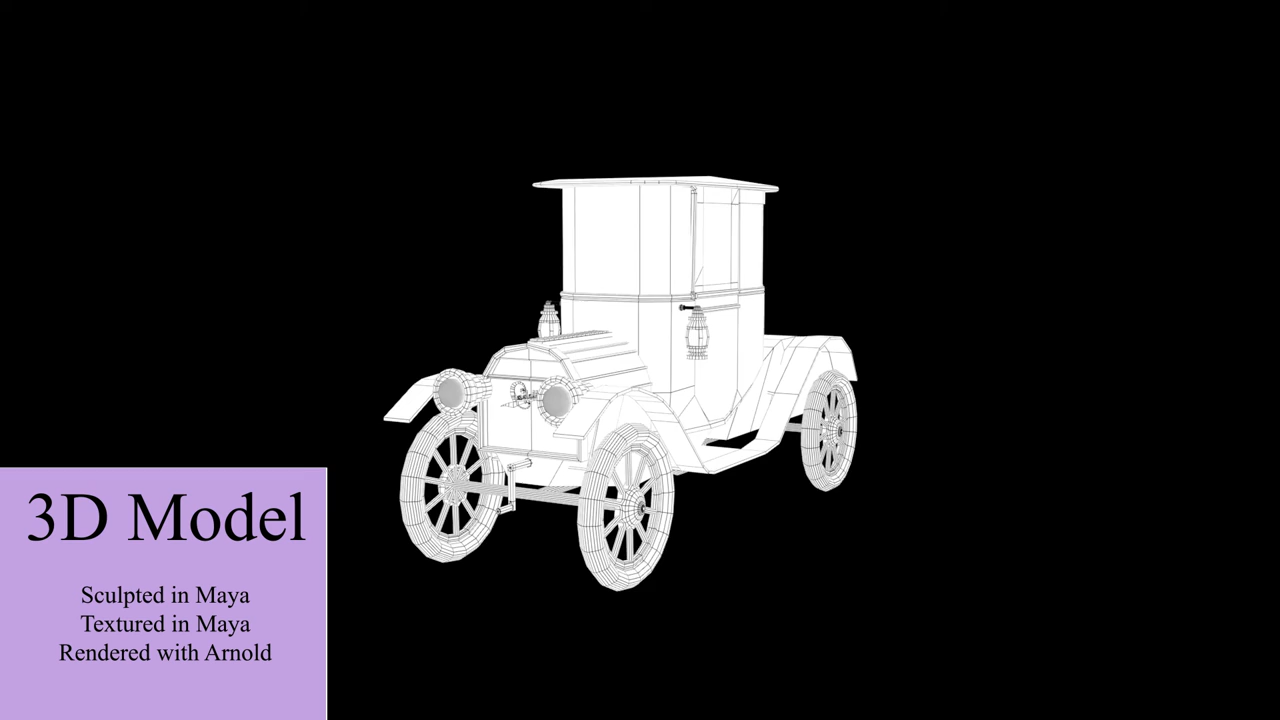 3D Model
Sculpted in Maya
Textured in Maya
Rendered with Arnold